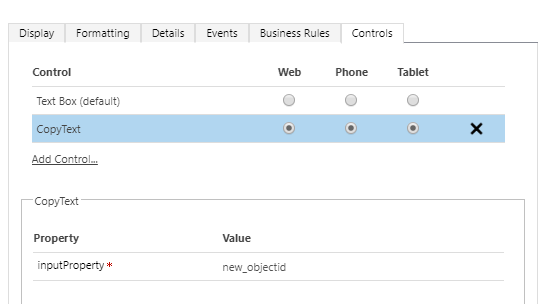 Display Formatting Details Events Business Rules Controls
Control Web Phone Tablet
Text Box (default)
CopyText
Add Control...
CopyText
Property Value
inputProperty * new_objectid